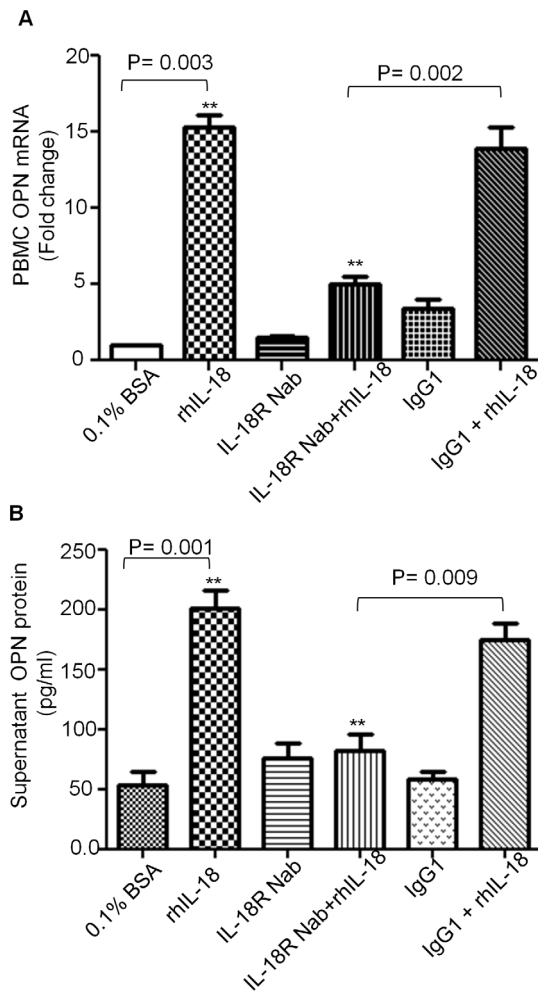 A
PBMC OPN mRNA
(Fold change)
20
15
10
5
0
P= 0.003
**
P= 0.002
**
0.1% BSA
rhIL-18
IL-18R Nab
IL-18R Nab+rhIL-18
IgG1
IgG1 + rhIL-18
B
Supernatant OPN protein
(pg/ml)
250
200
150
100
50
0.0
P= 0.001
**
P= 0.009
**
0.1% BSA
rhIL-18
IL-18R Nab
IL-18R Nab+rhIL-18
IgG1
IgG1 + rhIL-18